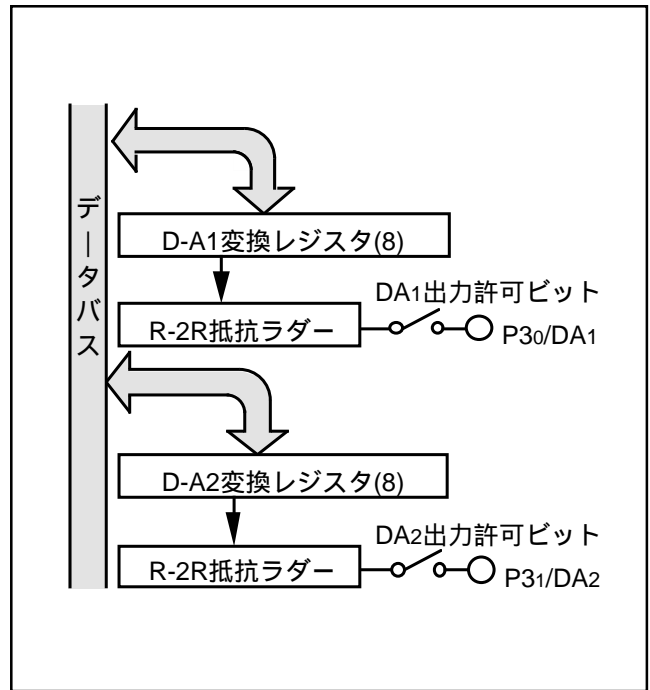 データバス
D-A1変換レジスタ(8)
DA1出力許可ビット
R-2R抵抗ラダー
P30/DA1
D-A2変換レジスタ(8)
DA2出力許可ビット
R-2R抵抗ラダー
P31/DA2